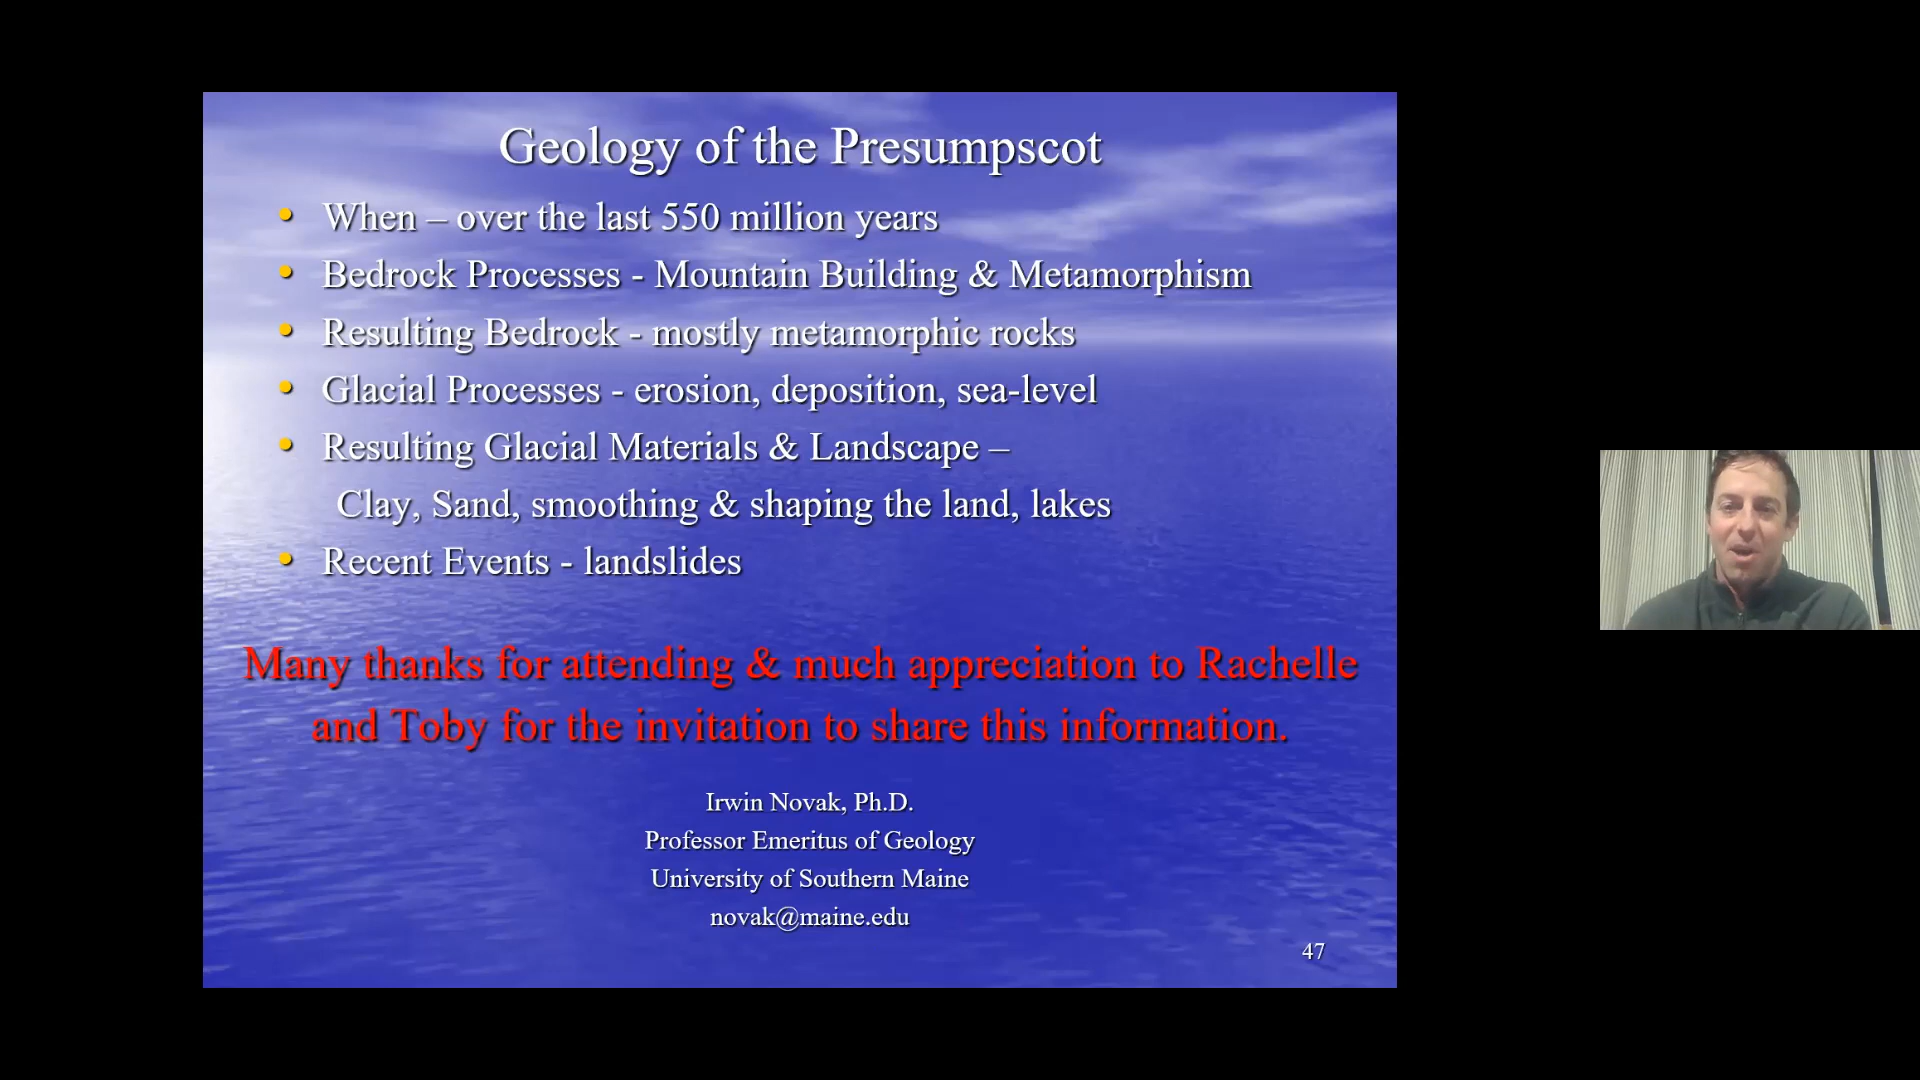 Geology of the Presumpscot
• When – over the last 550 million years
• Bedrock Processes - Mountain Building & Metamorphism
• Resulting Bedrock - mostly metamorphic rocks
• Glacial Processes - erosion, deposition, sea-level
• Resulting Glacial Materials & Landscape –
Clay, Sand, smoothing & shaping the land, lakes
• Recent Events - landslides
Many thanks for attending & much appreciation to Rachelle
and Toby for the invitation to share this information.
Irwin Novak, Ph.D.
Professor Emeritus of Geology
University of Southern Maine
novak@maine.edu
47